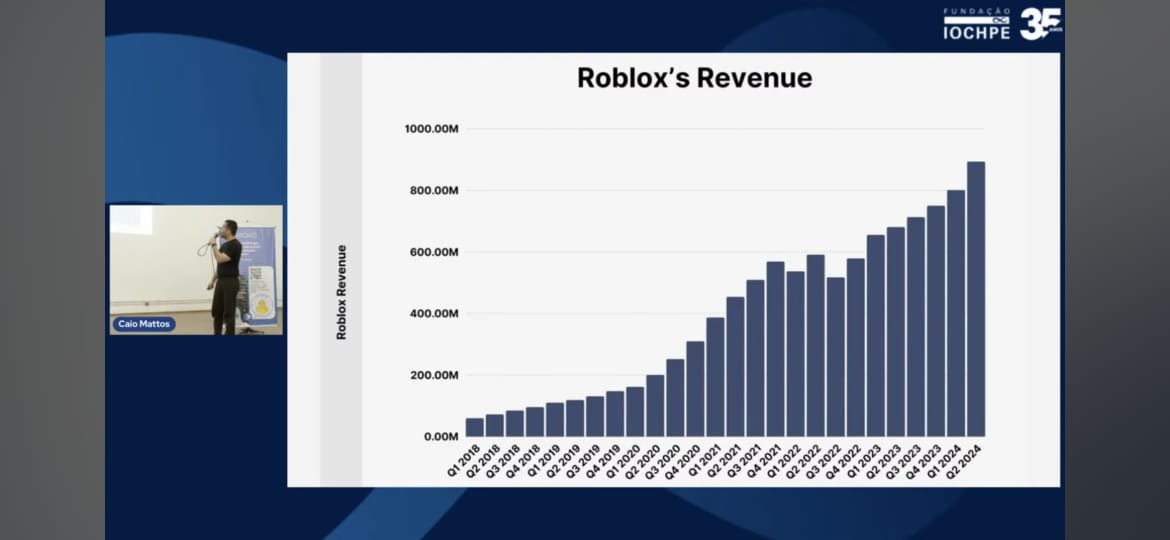 FUNDAÇÃO
IOCHPE
35
ANOS
Roblox's Revenue
Roblox Revenue
1000.00M
800.00M
600.00M
400.00M
200.00M
0.00M
Q1 2018
Q2 2018
Q3 2018
Q4 2018
Q1 2019
Q2 2019
Q3 2019
Q4 2019
Q1 2020
Q2 2020
Q3 2020
Q4 2020
Q1 2021
Q2 2021
Q3 2021
Q4 2021
Q1 2022
Q2 2022
Q3 2022
Q4 2022
Q1 2023
Q2 2023
Q3 2023
Q4 2023
Q1 2024
Q2 2024
Caio Mattos